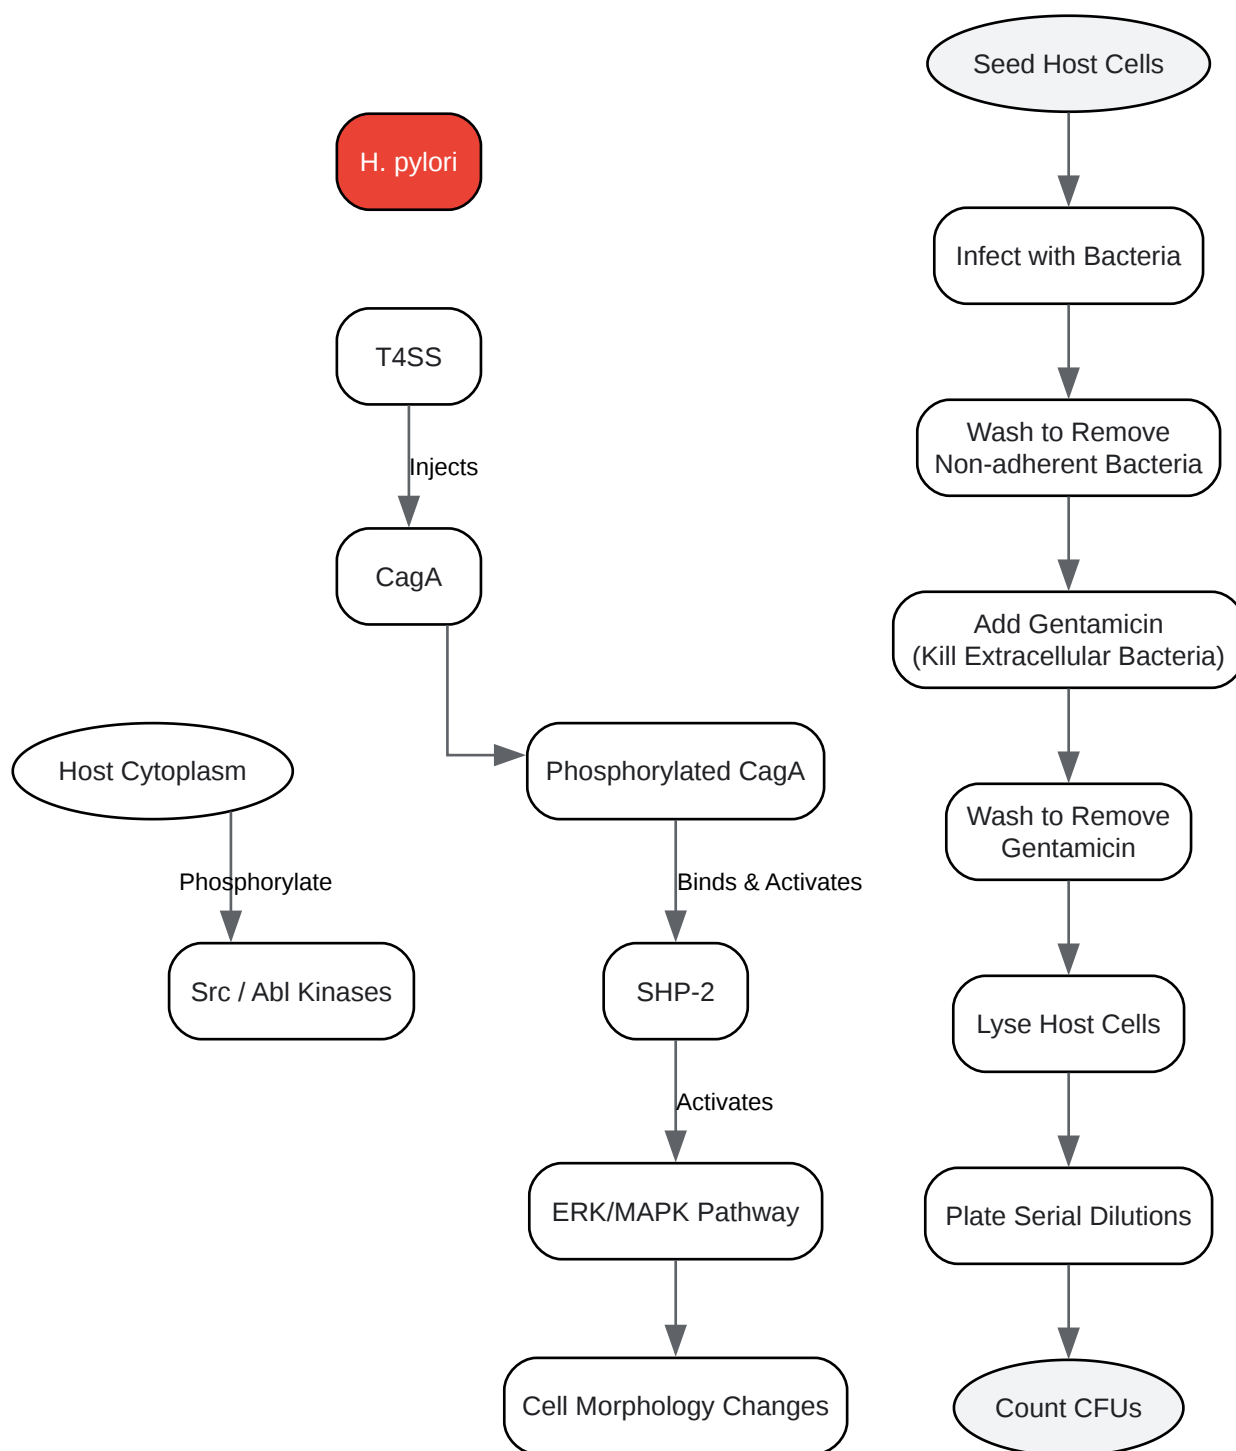 H. pylori
T4SS
Injects
CagA
Host Cytoplasm
Phosphorylated CagA
Phosphorylate
Binds & Activates
Src / Abl Kinases
SHP-2
Activates
ERK/MAPK Pathway
Cell Morphology Changes
Seed Host Cells
Infect with Bacteria
Wash to Remove
Non-adherent Bacteria
Add Gentamicin
(Kill Extracellular Bacteria)
Wash to Remove
Gentamicin
Lyse Host Cells
Plate Serial Dilutions
Count CFUs